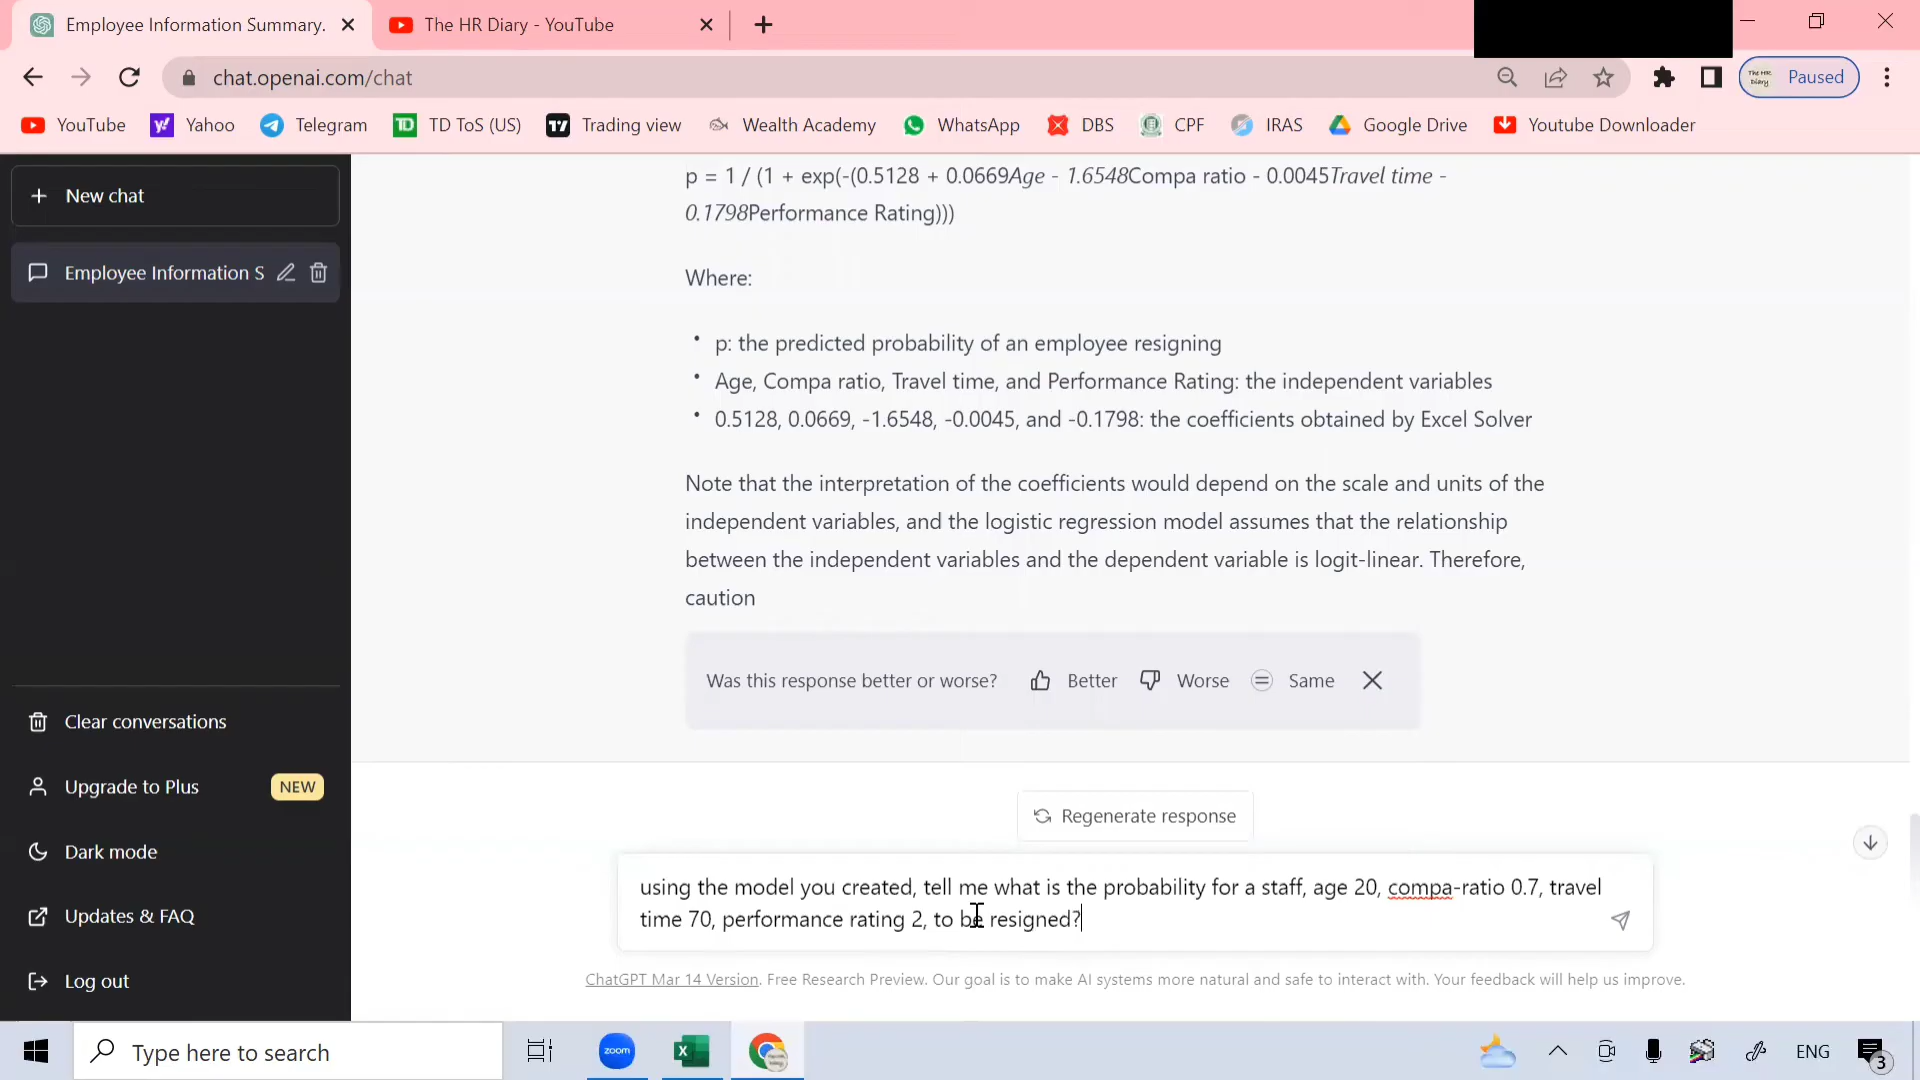 Employee Information Summary.
The HR Diary - YouTube
chat.openai.com/chat
The HR Diary
Paused
YouTube
Yahoo
Telegram
TD ToS (US)
Trading view
Wealth Academy
WhatsApp
DBS
CPF
IRAS
Google Drive
Youtube Downloader
New chat
Employee Information S
Clear conversations
Upgrade to Plus
NEW
Dark mode
Updates & FAQ
Log out
p = 1 / (1 + exp(-(0.5128 + 0.0669Age - 1.6548Compa ratio - 0.0045Travel time -
0.1798Performance Rating)))
Where:
• p: the predicted probability of an employee resigning
• Age, Compa ratio, Travel time, and Performance Rating: the independent variables
• 0.5128, 0.0669, -1.6548, -0.0045, and -0.1798: the coefficients obtained by Excel Solver
Note that the interpretation of the coefficients would depend on the scale and units of the
independent variables, and the logistic regression model assumes that the relationship
between the independent variables and the dependent variable is logit-linear. Therefore,
caution
Was this response better or worse?
Better
Worse
Same
Regenerate response
using the model you created, tell me what is the probability for a staff, age 20, compa-ratio 0.7, travel
time 70, performance rating 2, to be resigned?
ChatGPT Mar 14 Version. Free Research Preview. Our goal is to make AI systems more natural and safe to interact with. Your feedback will help us improve.
Type here to search
zoom
ENG
3